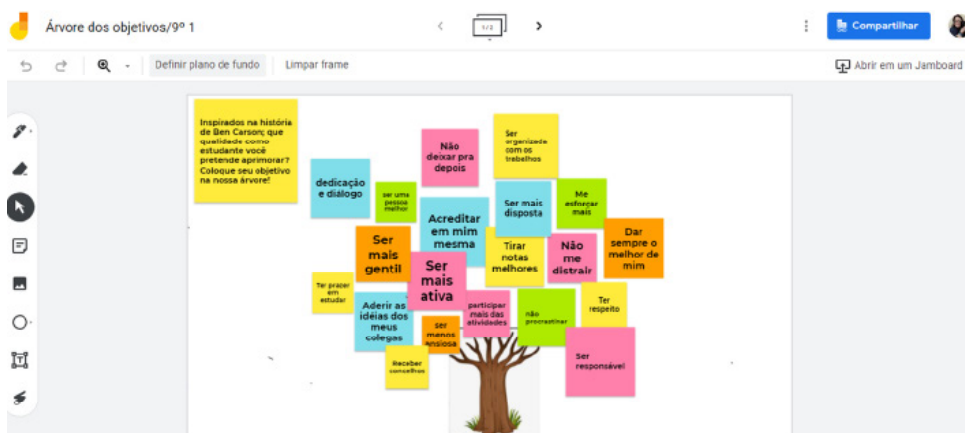 Árvore dos objetivos/9º 1
1/2
Compartilhar
Definir plano de fundo
Limpar frame
Abrir em um Jamboard
Inspirados na história
de Ben Carson; que
qualidade como
estudante você
pretende aprimorar?
Coloque seu objetivo
na nossa árvore!
Não
deixar pra
depois
Ser
organizada
com os
trabalhos
dedicação
e diálogo
ser uma
pessoa
melhor
Acreditar
em mim
mesma
Ser mais
disposta
Me
esforçar
mais
Ser
mais
gentil
Tirar
notas
melhores
Não
me
distrair
Dar
sempre o
melhor de
mim
Ser
mais
ativa
Ter prazer
em
estudar
Aderir as
idéias dos
meus
colegas
participar
mais das
atividades
não
procrastinar
Ter
respeito
ser
menos
ansiosa
Receber
conselhos
Ser
responsável